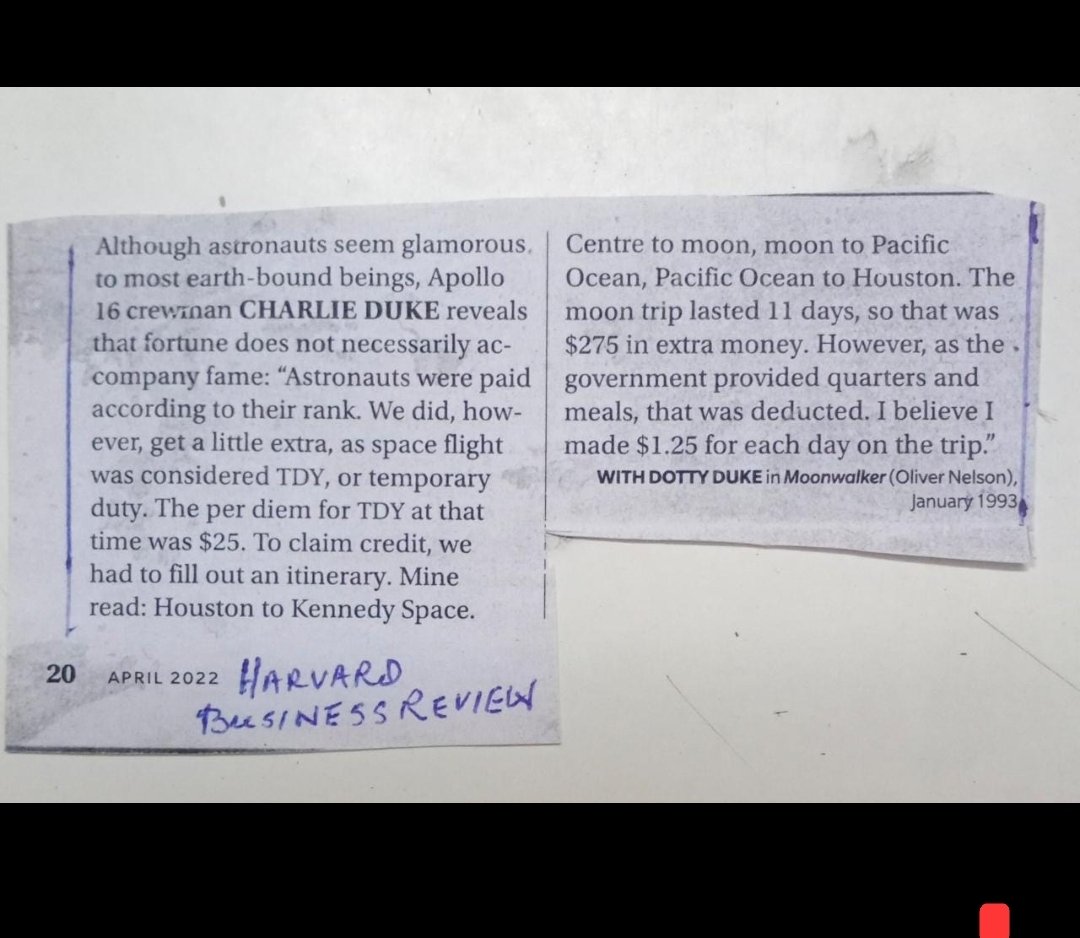 Although astronauts seem glamorous
to most earth-bound beings, Apollo
16 crewman CHARLIE DUKE reveals
that fortune does not necessarily ac-
company fame: “Astronauts were paid
according to their rank. We did, how-
ever, get a little extra, as space flight
was considered TDY, or temporary
duty. The per diem for TDY at that
time was $25. To claim credit, we
had to fill out an itinerary. Mine
read: Houston to Kennedy Space.
Centre to moon, moon to Pacific
Ocean, Pacific Ocean to Houston. The
moon trip lasted 11 days, so that was
$275 in extra money. However, as the
government provided quarters and
meals, that was deducted. I believe I
made $1.25 for each day on the trip.”
WITH DOTTY DUKE in Moonwalker (Oliver Nelson),
January 1993
20 APRIL 2022 HARVARD
BUSINESS REVIEW